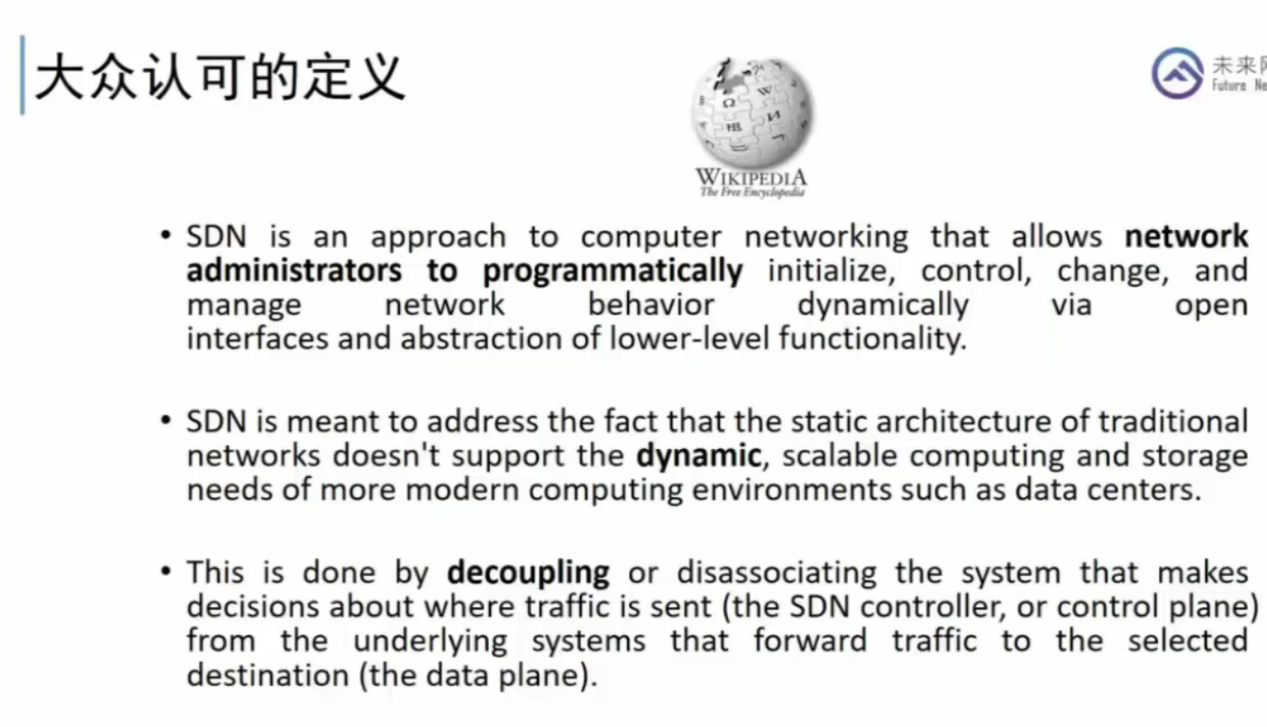 大众认可的定义
未来
Future
WIKIPEDIA
The Free Encyclopedia
• SDN is an approach to computer networking that allows network
administrators to programmatically initialize, control, change, and
manage network behavior dynamically via open
interfaces and abstraction of lower-level functionality.
• SDN is meant to address the fact that the static architecture of traditional
networks doesn't support the dynamic, scalable computing and storage
needs of more modern computing environments such as data centers.
• This is done by decoupling or disassociating the system that makes
decisions about where traffic is sent (the SDN controller, or control plane)
from the underlying systems that forward traffic to the selected
destination (the data plane).